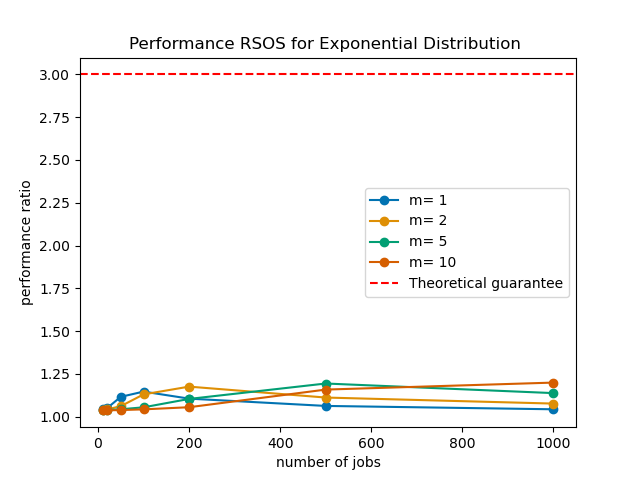 Performance RSOS for Exponential Distribution
performance ratio
3.00
2.75
2.50
2.25
2.00
1.75
1.50
1.25
1.00
m= 1
m= 2
m= 5
m= 10
Theoretical guarantee
0 200 400 600 800 1000
number of jobs